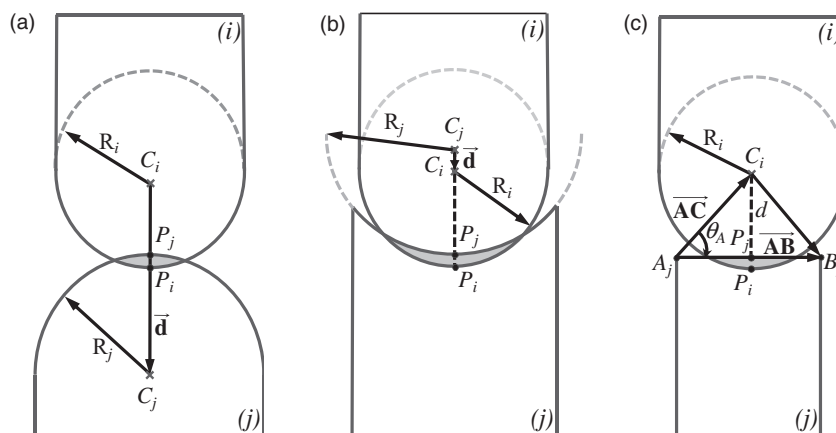 (a)
(i)
R_i
C_i
P_j
P_i
d
R_j
C_j
(j)
(b)
(i)
R_j
C_j
C_i
d
R_i
P_j
P_i
(j)
(c)
(i)
R_i
C_i
AC
d
θ_A
P_j
AB
A_j
B
P_i
(j)